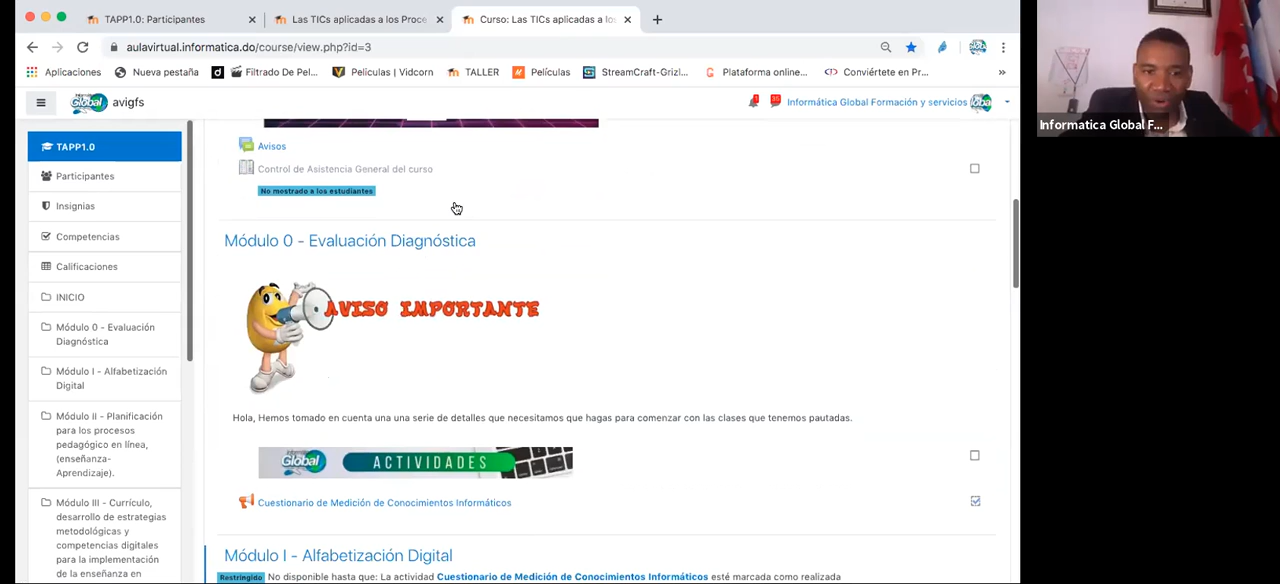 TAPP1.0: Participantes
Las TICs aplicadas a los Proce
Curso: Las TICs aplicadas a los
aulavirtual.informatica.do/course/view.php?id=3
Aplicaciones
Nueva pestaña
Filtrado De Pel...
Peliculas | Vidcorn
TALLER
Películas
StreamCraft-Grizl...
Plataforma online...
Conviértete en Pr...
»
Global
avigfs
Informática Global Formación y servicios
TAPP1.0
Participantes
Insignias
Competencias
Calificaciones
INICIO
Módulo 0 - Evaluación
Diagnóstica
Módulo I - Alfabetización
Digital
Módulo II - Planificación
para los procesos
pedagógico en línea,
(enseñanza-
Aprendizaje).
Módulo III - Currículo,
desarrollo de estrategias
metodológicas y
competencias digitales
para la implementación
de la enseñanza en
Avisos
Control de Asistencia General del curso
No mostrado a los estudiantes
Módulo 0 - Evaluación Diagnóstica
AVISO IMPORTANTE
Hola, Hemos tomado en cuenta una una serie de detalles que necesitamos que hagas para comenzar con las clases que tenemos pautadas.
Global ACTIVIDADES
Cuestionario de Medición de Conocimientos Informáticos
Módulo I - Alfabetización Digital
Restringido No disponible hasta que: La actividad Cuestionario de Medición de Conocimientos Informáticos esté marcada como realizada
Informatica Global F...